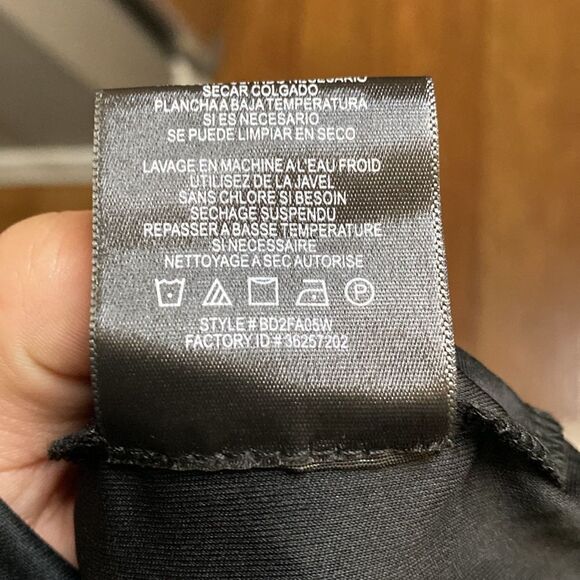 NECESARIO
SECAR COLGADO
PLANCHA A BAJA TEMPERATURA
SI ES NECESARIO
SE PUEDE LIMPIAR EN SECO
LAVAGE EN MACHINE A L'EAU FROID
UTILISEZ DE LA JAVEL
SANS CHLORE SI BESOIN
SECHAGE SUSPENDU
REPASSER A BASSE TEMPERATURE
SI NECESSAIRE
NETTOYAGE A SEC AUTORISE
P
STYLE # BD2FA05W
FACTORY ID # 36257202